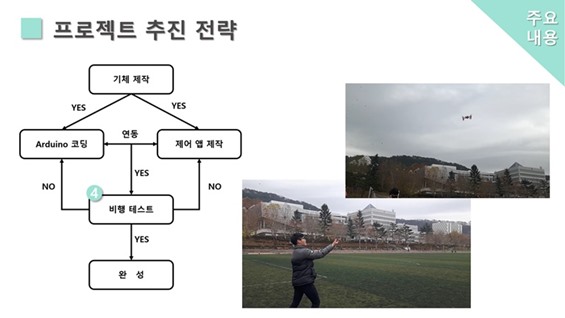 프로젝트 추진 전략
주요
내용
기체 제작
YES
YES
Arduino 코딩
연동
제어 앱 제작
NO
YES
NO
4
비행 테스트
YES
완 성